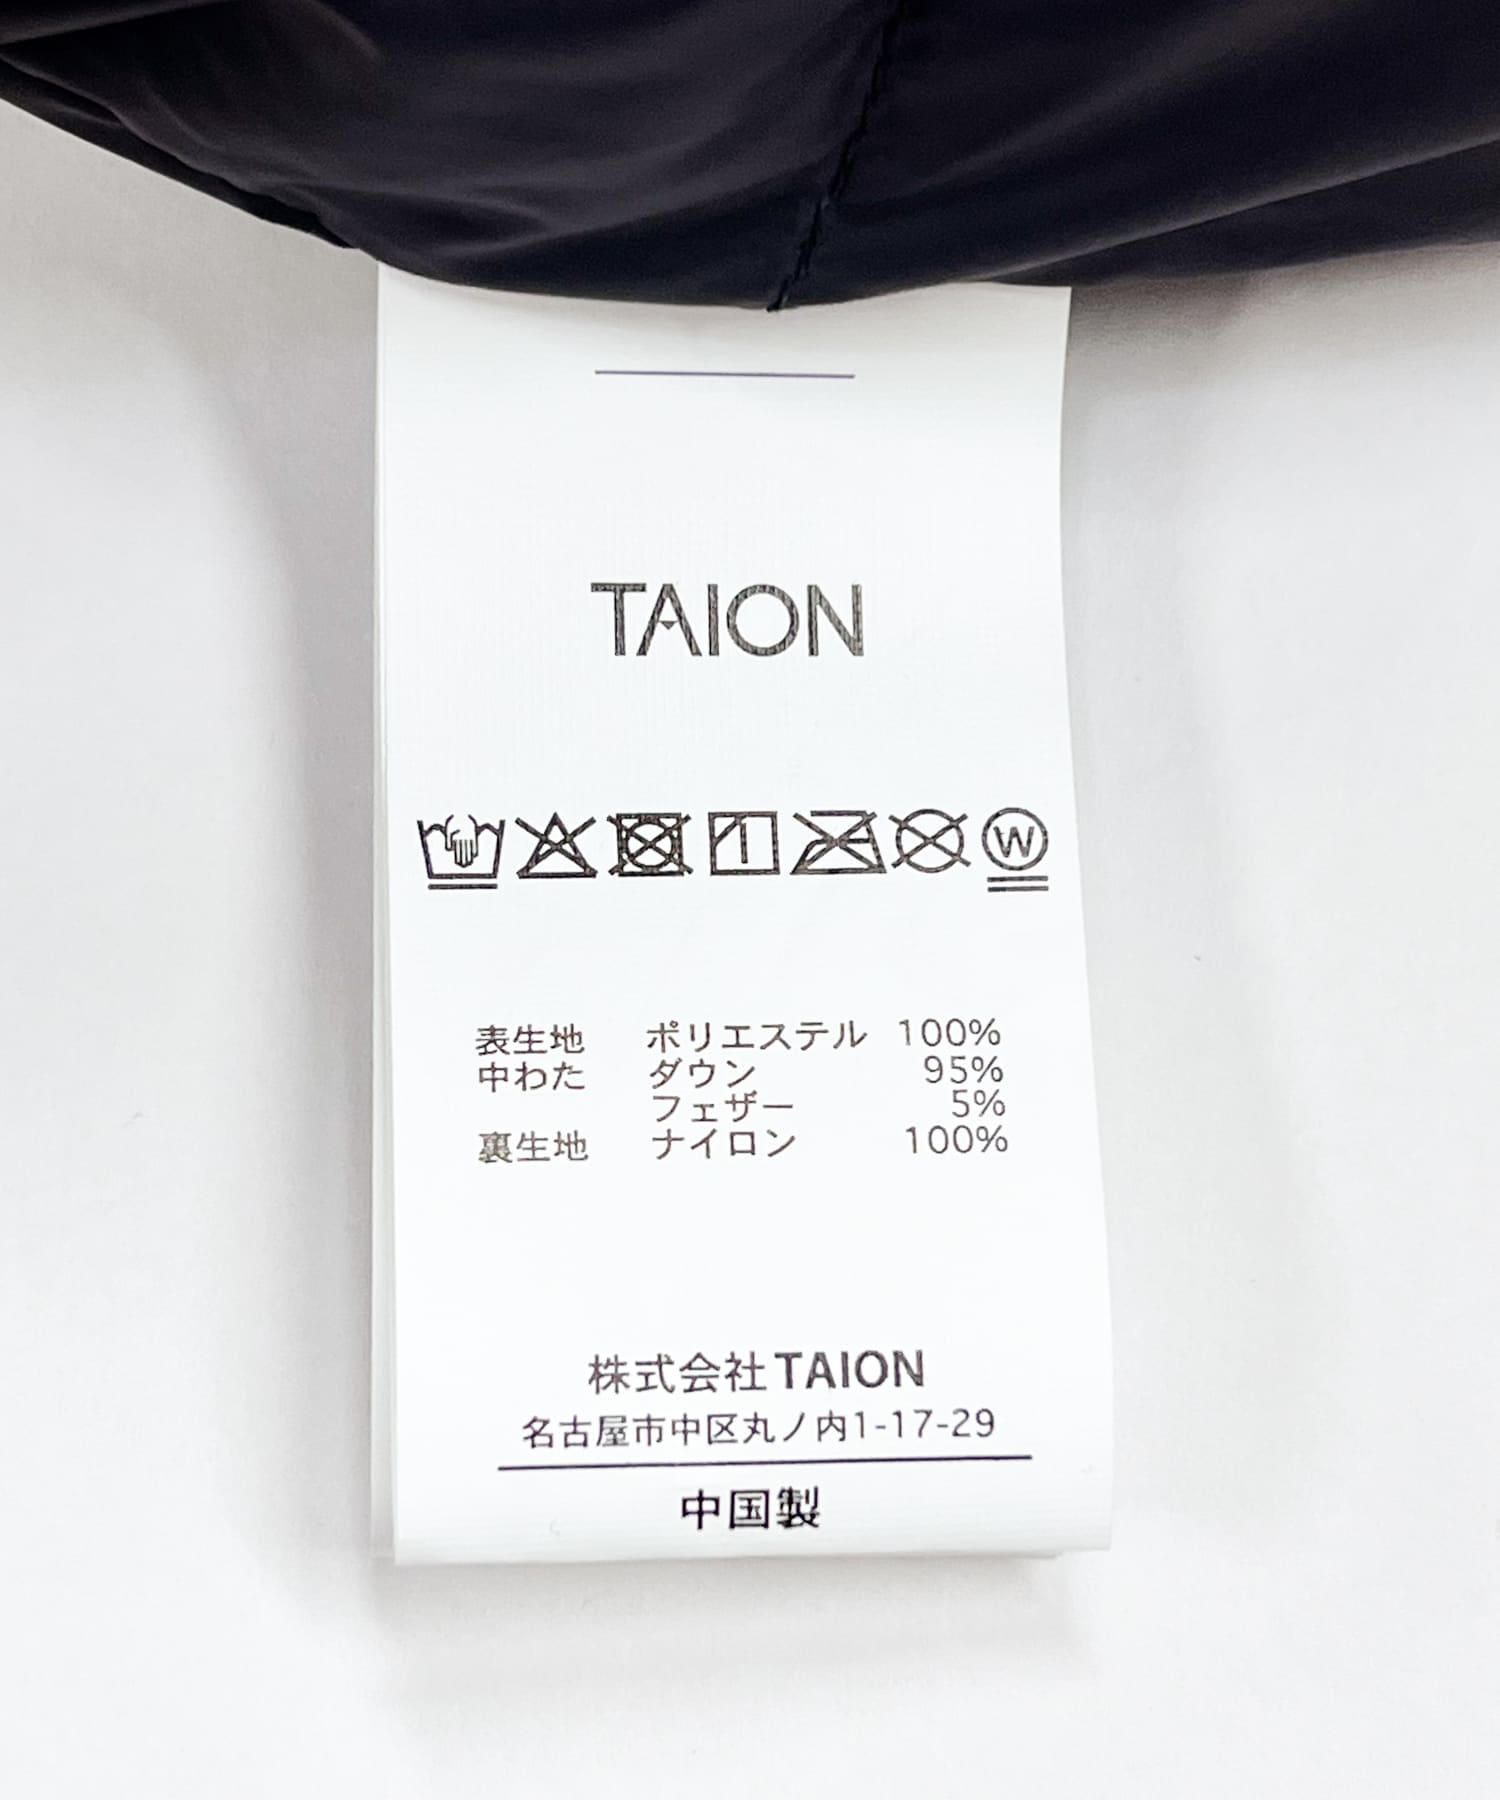 TAION
表生地 ポリエステル 100%
中わた ダウン 95%
フェザー 5%
裏生地 ナイロン 100%
株式会社TAION
名古屋市中区丸ノ内1-17-29
中国製